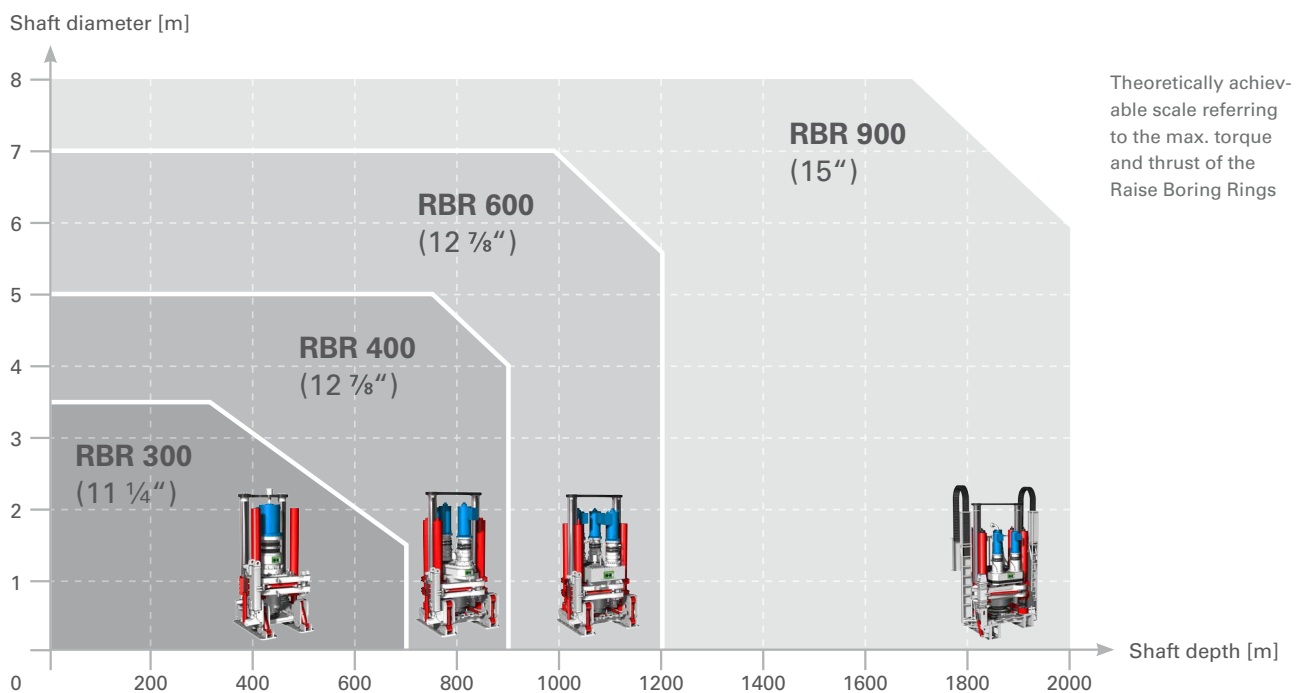 Shaft diameter [m]
8
7
6
5
4
3
2
1
0
200
400
600
800
1000
1200
1400
1600
1800
2000
Shaft depth [m]
RBR 900
(15“)
RBR 600
(12 ⅞“)
RBR 400
(12 ⅞“)
RBR 300
(11 ¼“)
Theoretically achiev-
able scale referring
to the max. torque
and thrust of the
Raise Boring Rings